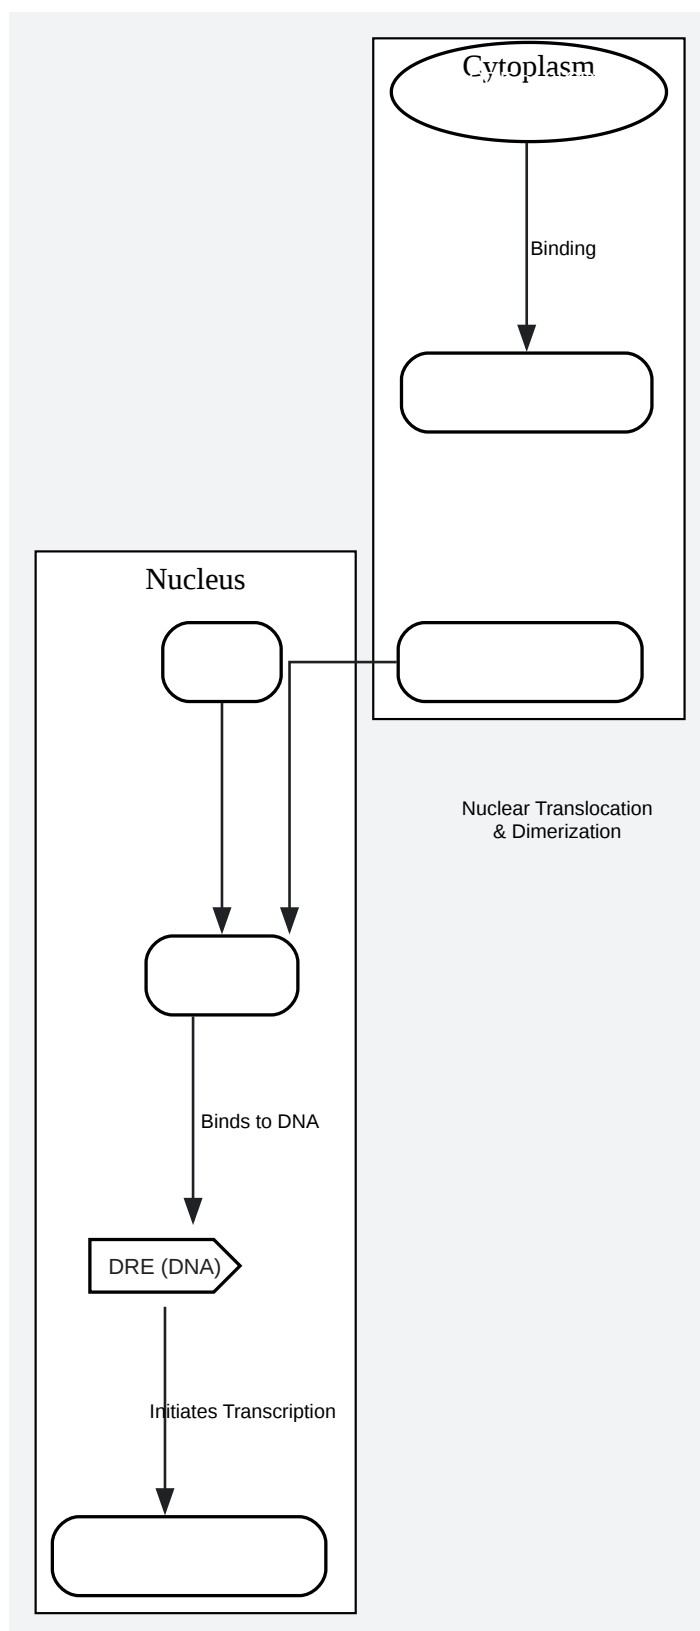 Cytoplasm
Binding
Nucleus
Nuclear Translocation
& Dimerization
Binds to DNA
DRE (DNA)
Initiates Transcription